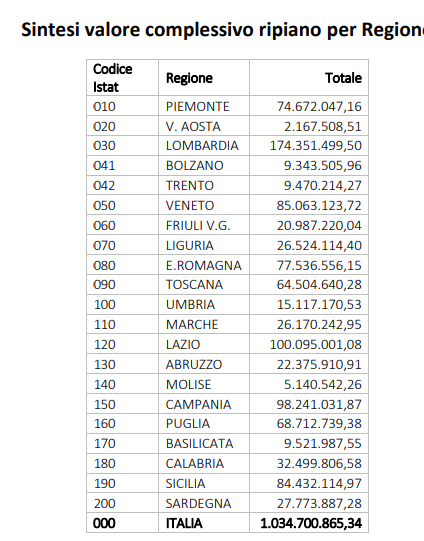 Sintesi valore complessivo ripiano per Regione
Codice Istat Regione Totale
010 PIEMONTE 74.672.047,16
020 V. AOSTA 2.167.508,51
030 LOMBARDIA 174.351.499,50
041 BOLZANO 9.343.505,96
042 TRENTO 9.470.214,27
050 VENETO 85.063.123,72
060 FRIULI V.G. 20.987.220,04
070 LIGURIA 26.524.114,40
080 E.ROMAGNA 77.536.556,15
090 TOSCANA 64.504.640,28
100 UMBRIA 15.117.170,53
110 MARCHE 26.170.242,95
120 LAZIO 100.095.001,08
130 ABRUZZO 22.375.910,91
140 MOLISE 5.140.542,26
150 CAMPANIA 98.241.031,87
160 PUGLIA 68.712.739,38
170 BASILICATA 9.521.987,55
180 CALABRIA 32.499.806,58
190 SICILIA 84.432.114,97
200 SARDEGNA 27.773.887,28
000 ITALIA 1.034.700.865,34